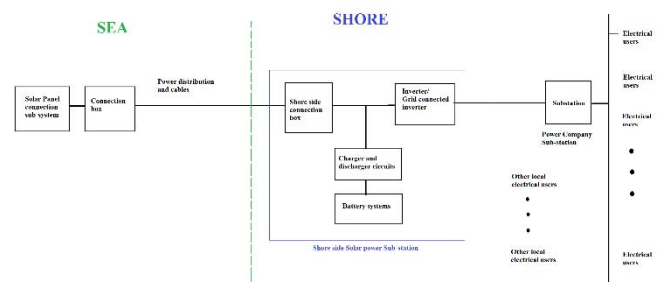 SEA
SHORE
Solar Panel
connection
sub system
Connection
box
Power distribution
and cables
Shore side
connection
box
Inverter/
Grid connected
inverter
Charger and
discharger circuits
Battery systems
Shore side Solar power Sub station
Substation
Power Company
Sub-station
Other local
electrical users
Other local
electrical users
Electrical
users
Electrical
users
Electrical
users
Electrical
users